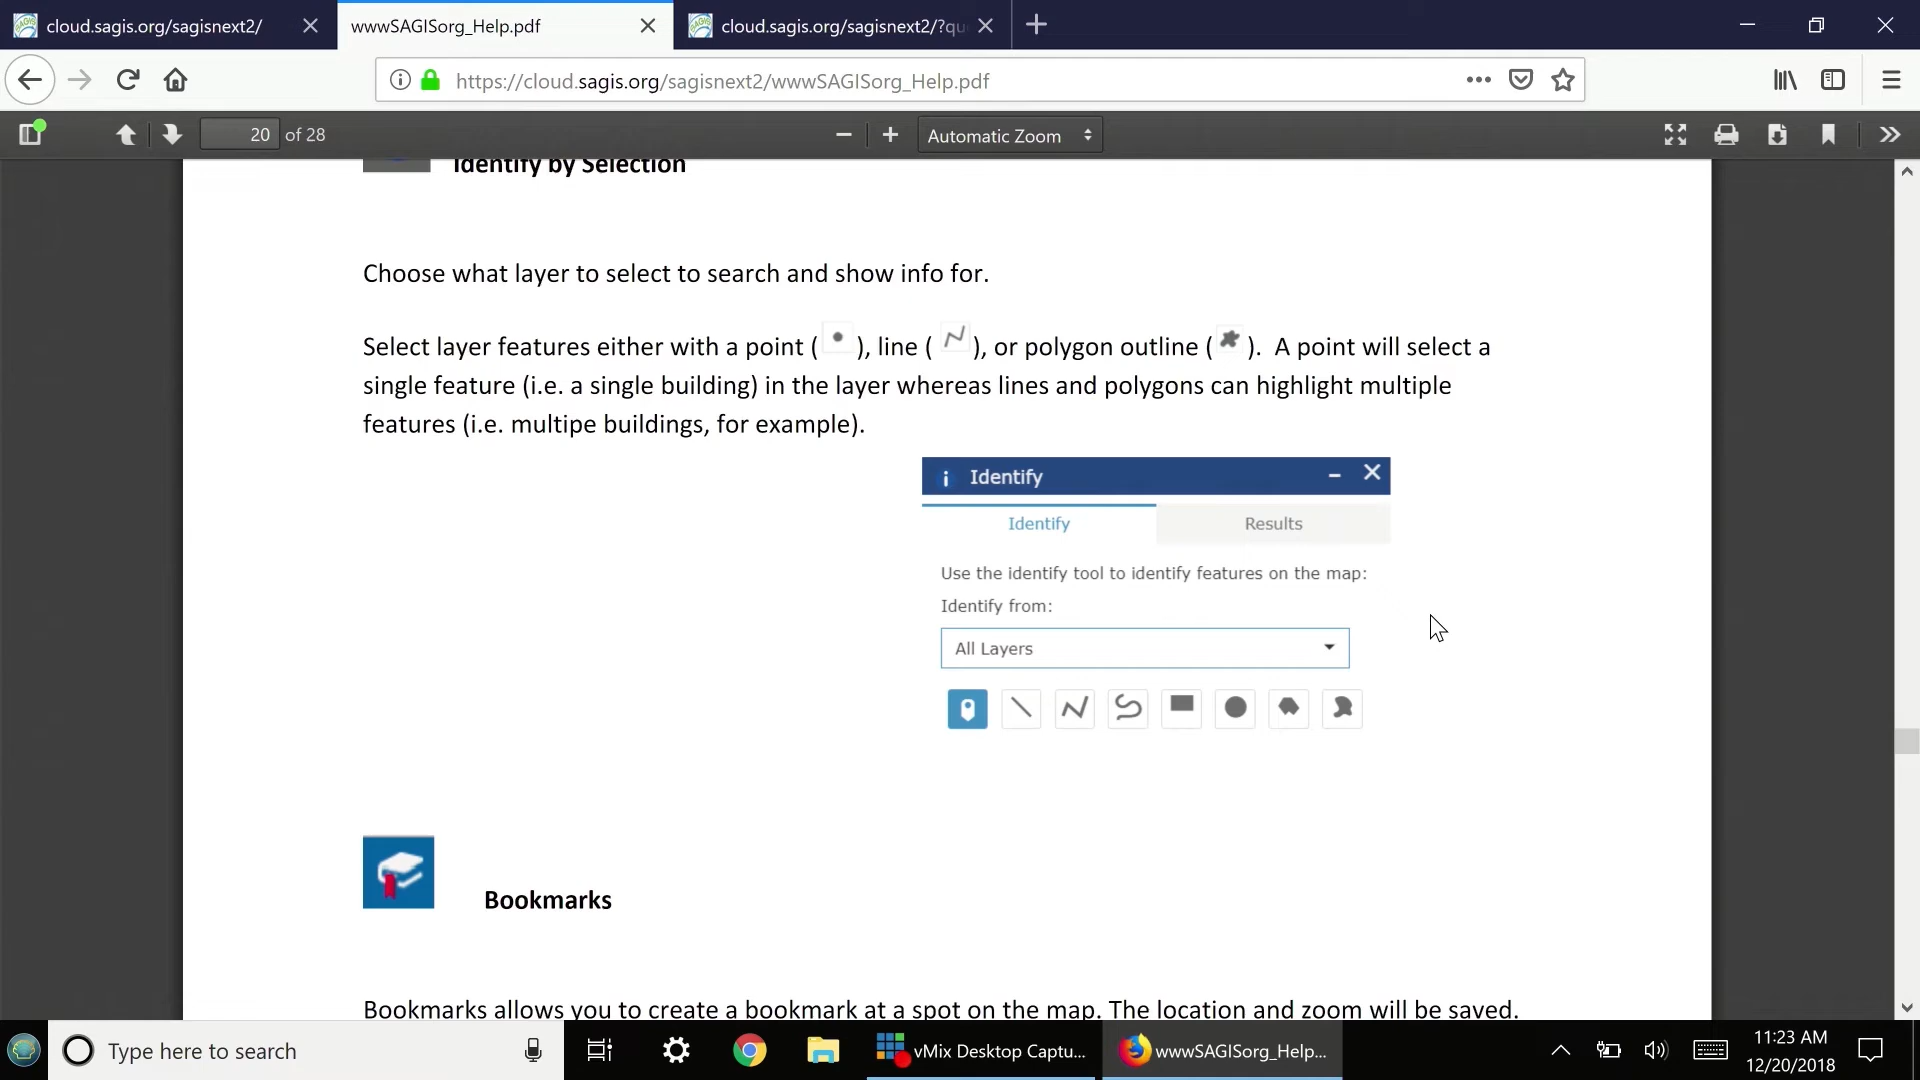 cloud.sagis.org/sagisnext2/
wwwSAGISorg_Help.pdf
cloud.sagis.org/sagisnext2/?qu
https://cloud.sagis.org/sagisnext2/wwwSAGISorg_Help.pdf
20 of 28
Automatic Zoom
Identify by Selection
Choose what layer to select to search and show info for.
Select layer features either with a point ( ), line ( ), or polygon outline ( ). A point will select a
single feature (i.e. a single building) in the layer whereas lines and polygons can highlight multiple
features (i.e. multipe buildings, for example).
Identify
Identify Results
Use the identify tool to identify features on the map:
Identify from:
All Layers
Bookmarks
Bookmarks allows you to create a bookmark at a spot on the map. The location and zoom will be saved.
Type here to search
vMix Desktop Captu...
wwwSAGISorg_Help...
11:23 AM
12/20/2018